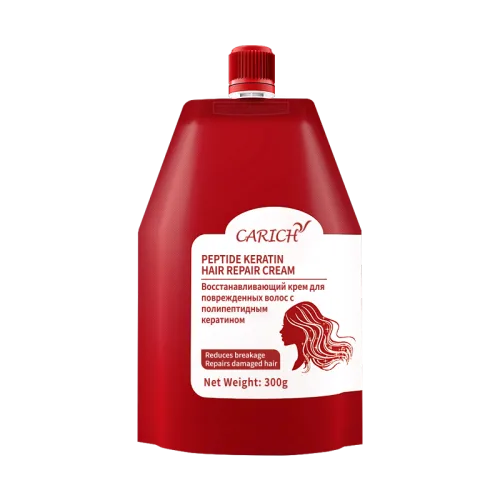 CARICH
PEPTIDE KERATIN
HAIR REPAIR CREAM
Восстанавливающий крем для
поврежденных волос с
полипептидным
кератином
Reduces breakage
Repairs damaged hair
Net Weight: 300g